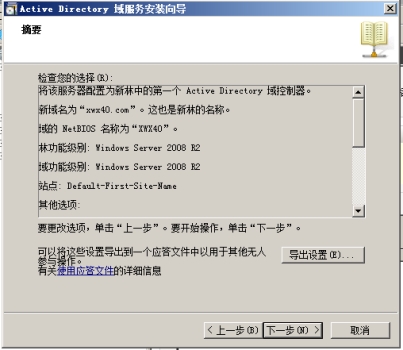 Active Directory 域服务安装向导
摘要
检查您的选择(R):
将该服务器配置为新林中的第一个 Active Directory 域控制器。
新域名为“xwx40.com”。这也是新林的名称。
域的 NetBIOS 名称为“XWX40”。
林功能级别: Windows Server 2008 R2
域功能级别: Windows Server 2008 R2
站点: Default-First-Site-Name
其他选项:
要更改选项，单击“上一步”。要开始操作，单击“下一步”。
可以将这些设置导出到一个应答文件中以用于其他无人
参与操作。
导出设置(E)...
有关使用应答文件的详细信息
< 上一步(B)
下一步(N) >
取消